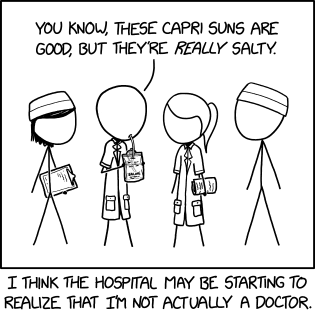 YOU KNOW, THESE CAPRI SUNS ARE
GOOD, BUT THEY'RE REALLY SALTY.
I THINK THE HOSPITAL MAY BE STARTING TO
REALIZE THAT I'M NOT ACTUALLY A DOCTOR.